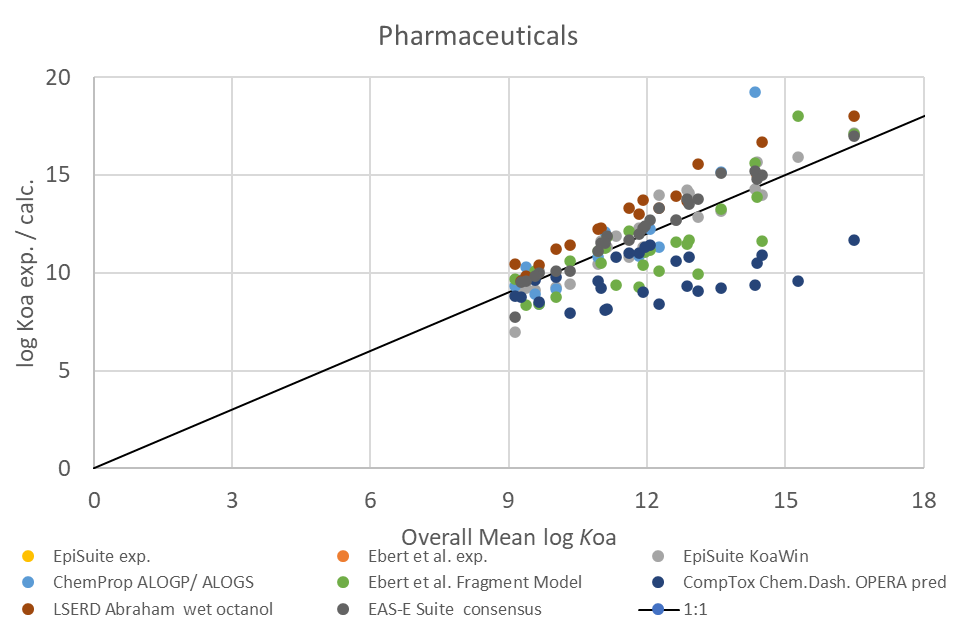 Pharmaceuticals
20
15
10
5
0
log Koa exp. / calc.
0 3 6 9 12 15 18
Overall Mean log Koa
EpiSuite exp. Ebert et al. exp. EpiSuite KoaWin
ChemProp ALOGP/ ALOGS Ebert et al. Fragment Model CompTox Chem.Dash. OPERA pred
LSERD Abraham wet octanol EAS-E Suite consensus 1:1